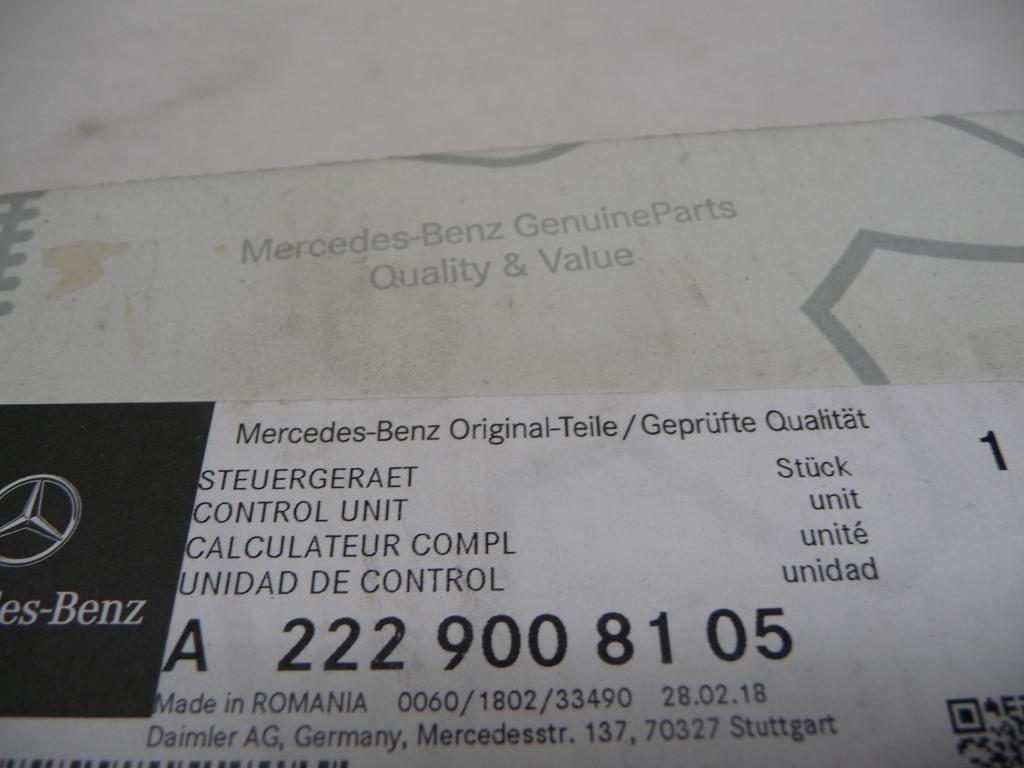 Mercedes-Benz GenuineParts
Quality & Value
Mercedes-Benz Original-Teile/Geprüfte Qualität
STEUERGERAET Stück 1
CONTROL UNIT unit
CALCULATEUR COMPL unité
UNIDAD DE CONTROL unidad
es-Benz
A 222 900 81 05
Made in ROMANIA 0060/1802/33490 28.02.18
Daimler AG, Germany, Mercedesstr. 137, 70327 Stuttgart